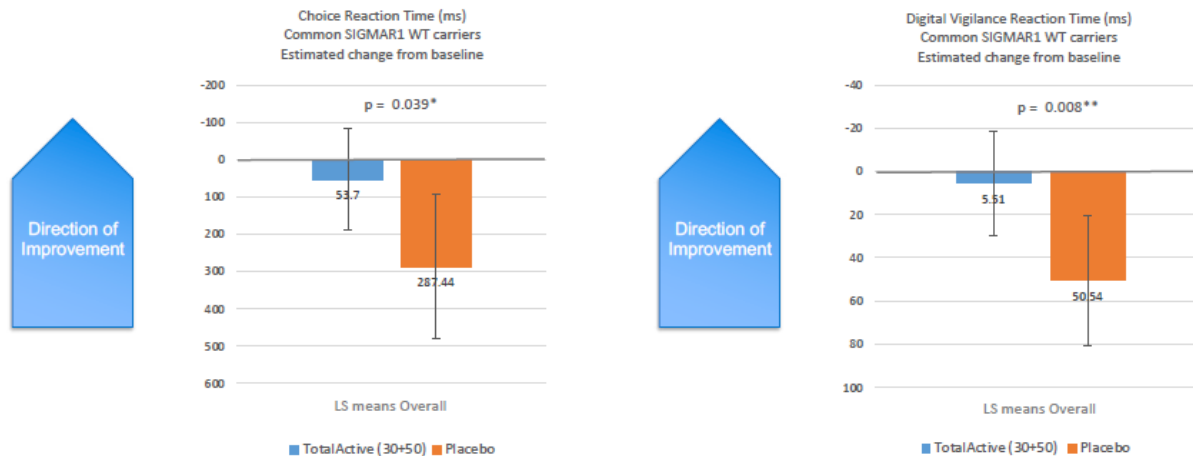 Choice Reaction Time (ms)
Common SIGMAR1 WT carriers
Estimated change from baseline
-200
-100
0
100
200
300
400
500
600
p = 0.039*
53.7
287.44
LS means Overall
TotalActive (30+50) Placebo
Direction of
Improvement
Digital Vigilance Reaction Time (ms)
Common SIGMAR1 WT carriers
Estimated change from baseline
-40
-20
0
20
40
60
80
100
p = 0.008**
5.51
50.54
LS means Overall
TotalActive (30+50) Placebo
Direction of
Improvement